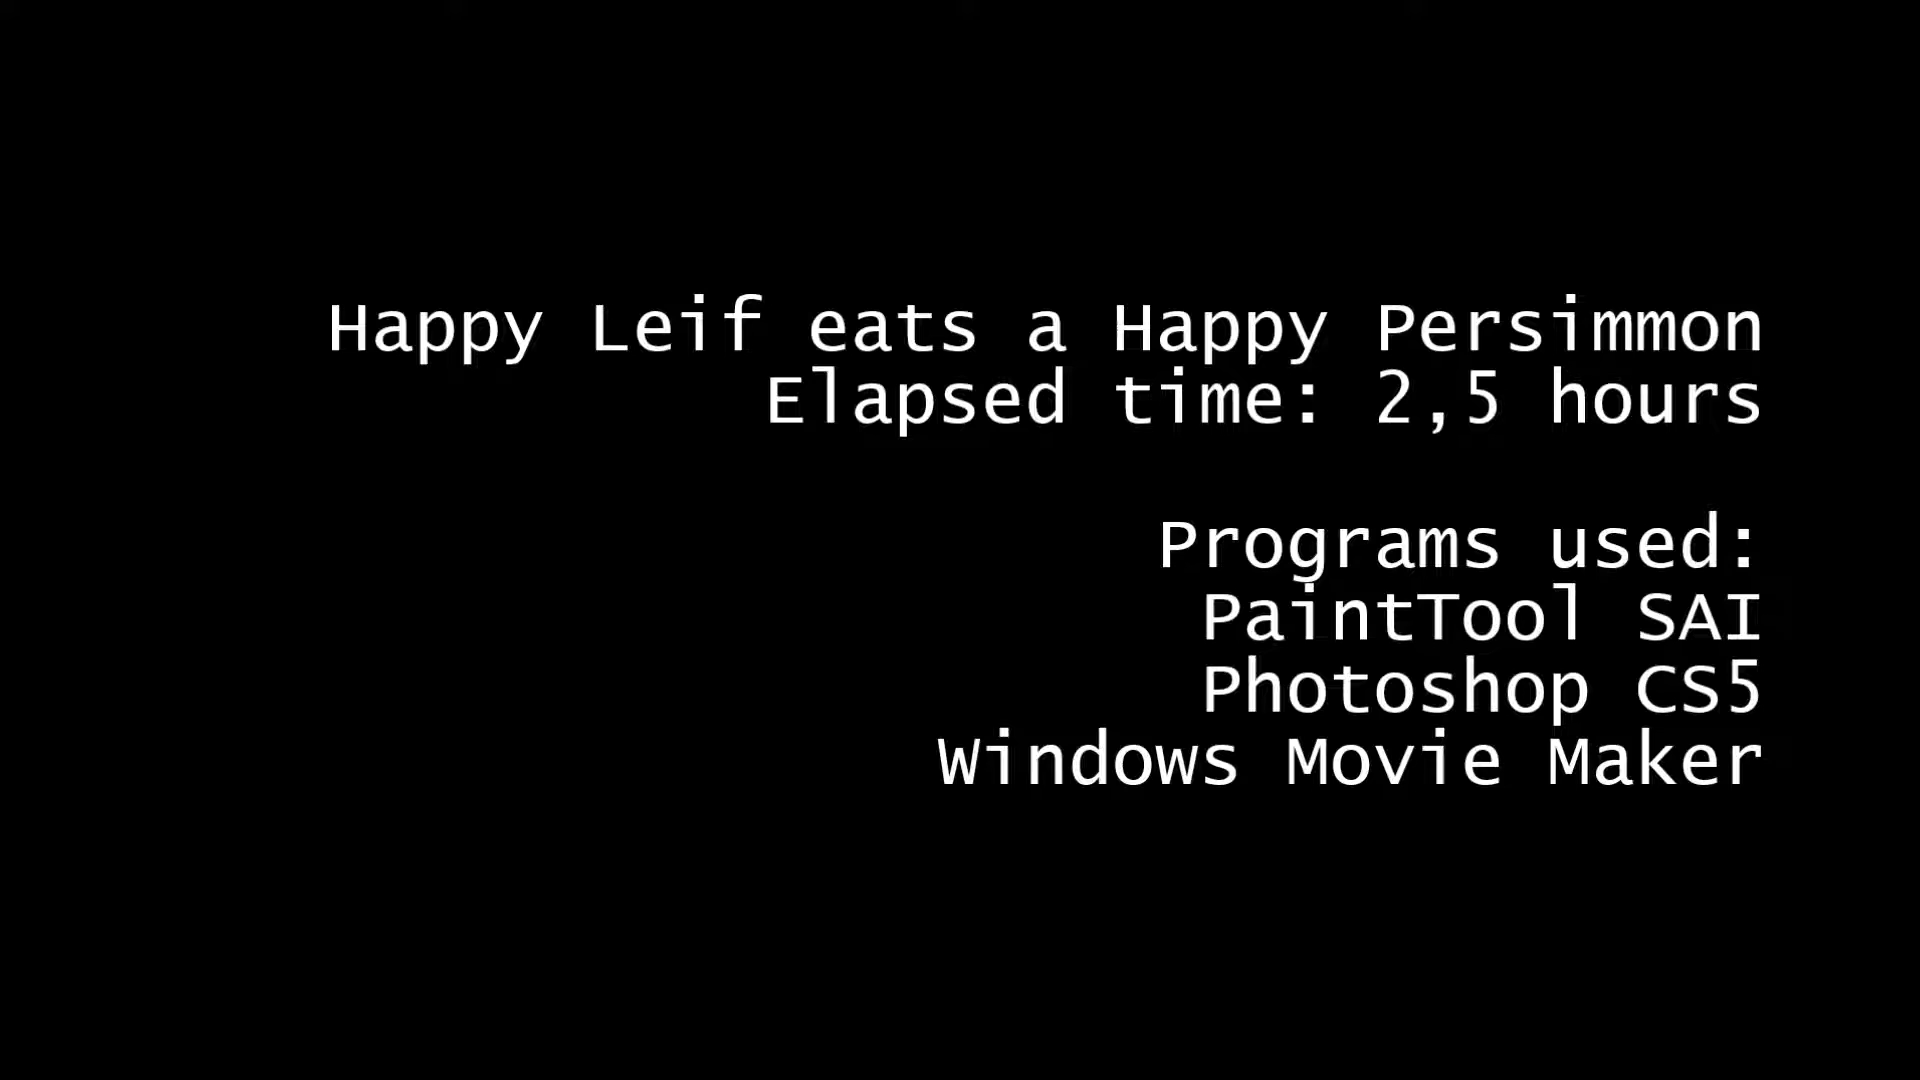 Happy Leif eats a Happy Persimmon
Elapsed time: 2,5 hours
Programs used:
PaintTool SAI
Photoshop CS5
Windows Movie Maker